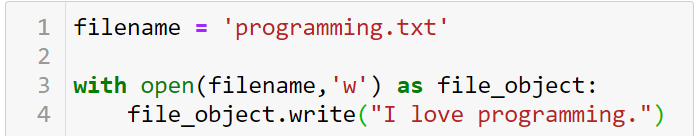 1 filename = 'programming.txt'
2
3 with open(filename,'w') as file_object:
4     file_object.write("I love programming.")